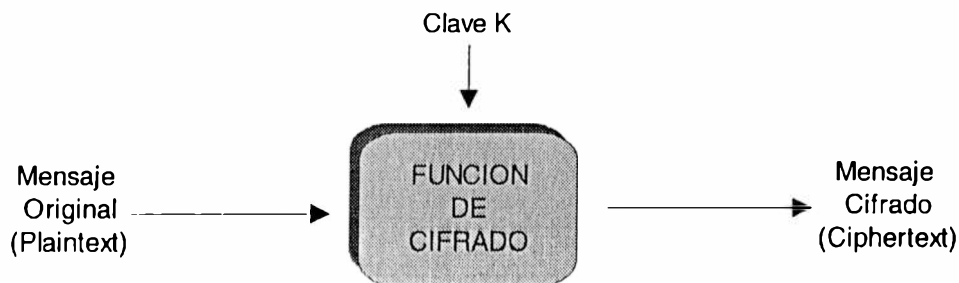 Clave K
Mensaje
Original
(Plaintext)
FUNCION
DE
CIFRADO
Mensaje
Cifrado
(Ciphertext)